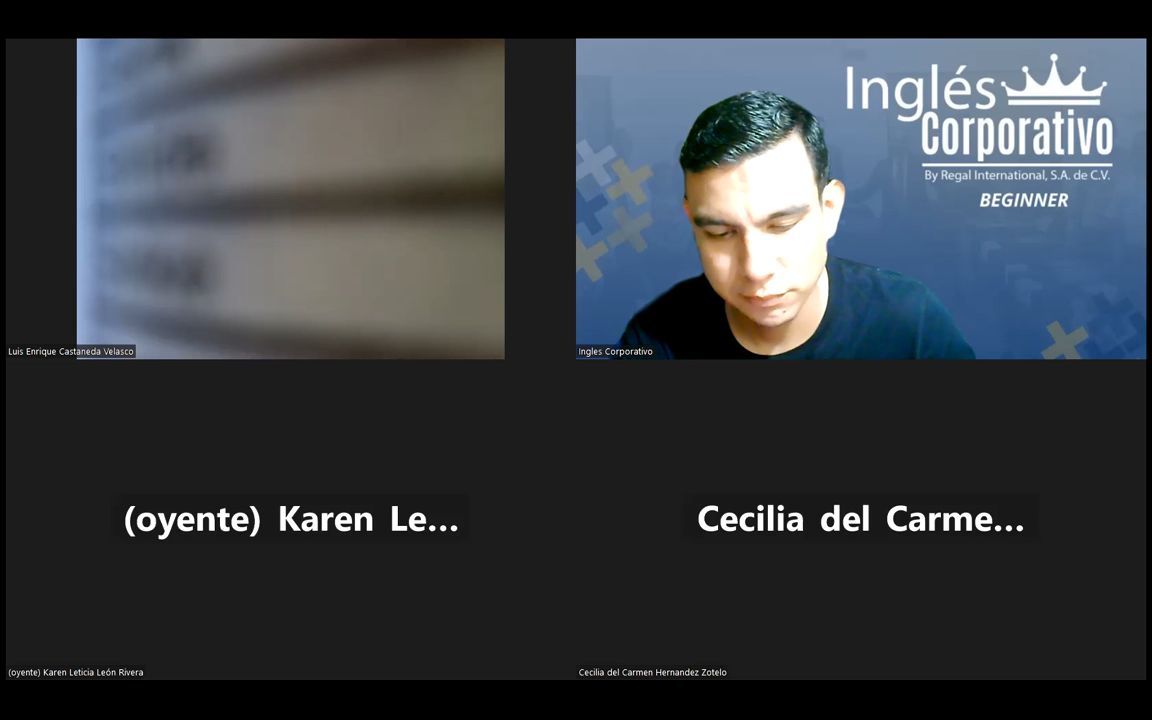 Inglés
Corporativo
By Regal International, S.A. de C.V.
BEGINNER
Luis Enrique Castaneda Velasco
Ingles Corporativo
(oyente) Karen Le...
Cecilia del Carme...
(oyente) Karen Leticia León Rivera
Cecilia del Carmen Hernandez Zotelo